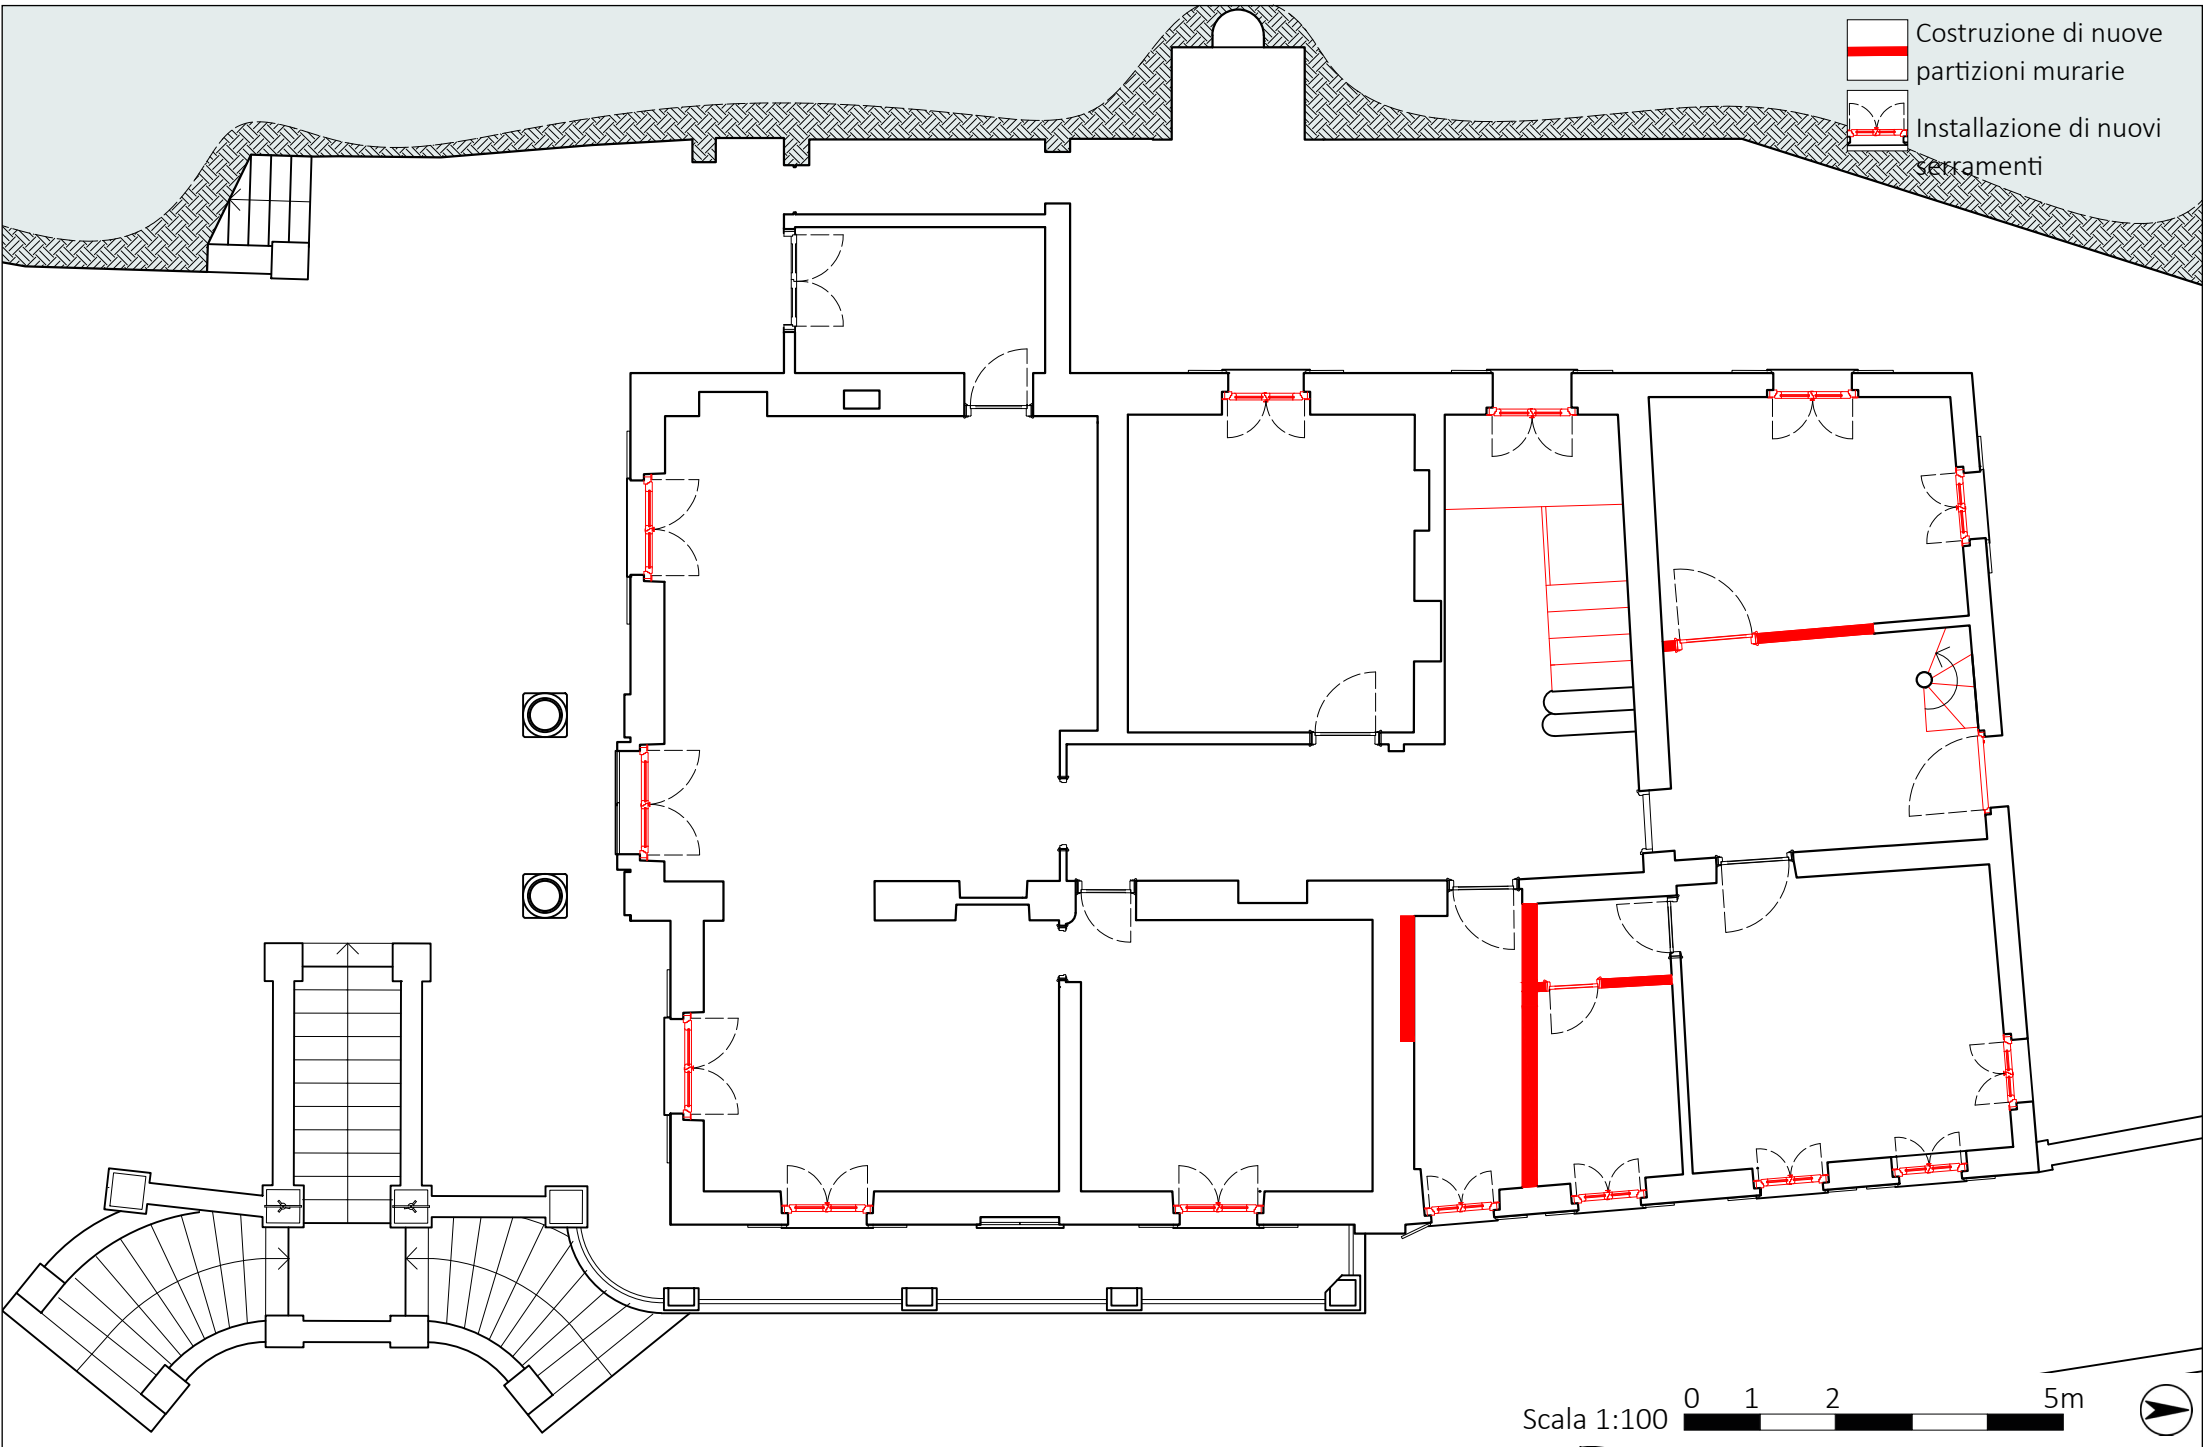 Costruzione di nuove
partizioni murarie
Installazione di nuovi
serramenti
0 1 2 5m
Scala 1:100